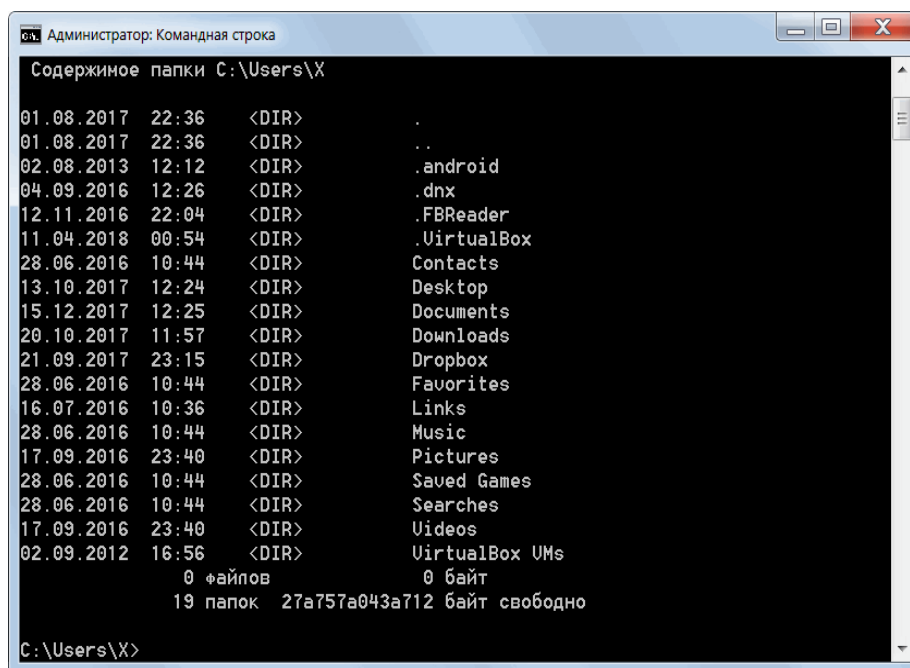 Администратор: Командная строка
Содержимое папки C:\Users\X
01.08.2017 22:36 <DIR> .
01.08.2017 22:36 <DIR> ..
02.08.2013 12:12 <DIR> .android
04.09.2016 12:26 <DIR> .dnx
12.11.2016 22:04 <DIR> .FBReader
11.04.2018 00:54 <DIR> .VirtualBox
28.06.2016 10:44 <DIR> Contacts
13.10.2017 12:24 <DIR> Desktop
15.12.2017 12:25 <DIR> Documents
20.10.2017 11:57 <DIR> Downloads
21.09.2017 23:15 <DIR> Dropbox
28.06.2016 10:44 <DIR> Favorites
16.07.2016 10:36 <DIR> Links
28.06.2016 10:44 <DIR> Music
17.09.2016 23:40 <DIR> Pictures
28.06.2016 10:44 <DIR> Saved Games
28.06.2016 10:44 <DIR> Searches
17.09.2016 23:40 <DIR> Videos
02.09.2012 16:56 <DIR> VirtualBox VMs
0 файлов 0 байт
19 папок 27а757а043а712 байт свободно
C:\Users\X>